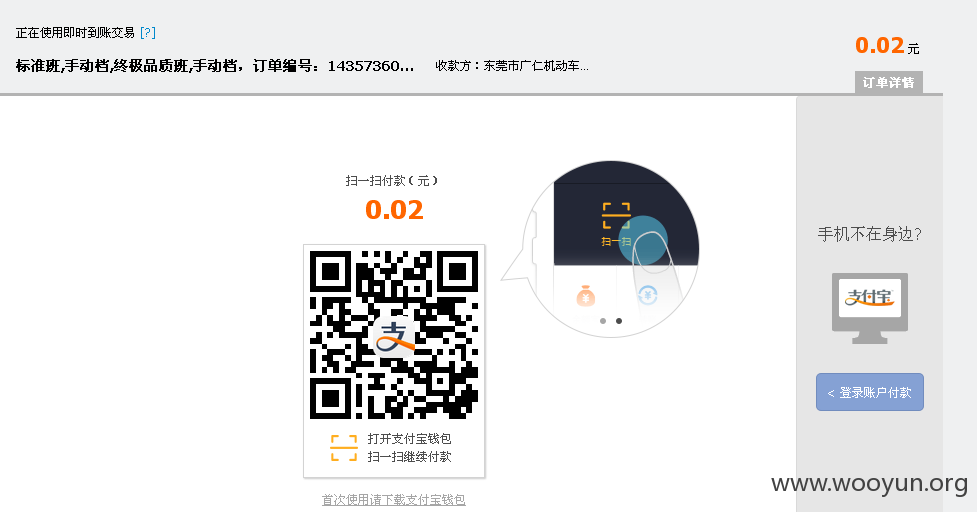 正在使用即时到账交易 [?]
标准班,手动档,终极品质班,手动档，订单编号：14357360... 收款方：东莞市广仁机动车...
0.02 元
订单详情
扫一扫付款（元）
0.02
支
打开支付宝钱包
扫一扫继续付款
首次使用请下载支付宝钱包
扫一扫
手机不在身边?
支付宝
< 登录账户付款
www.wooyun.org